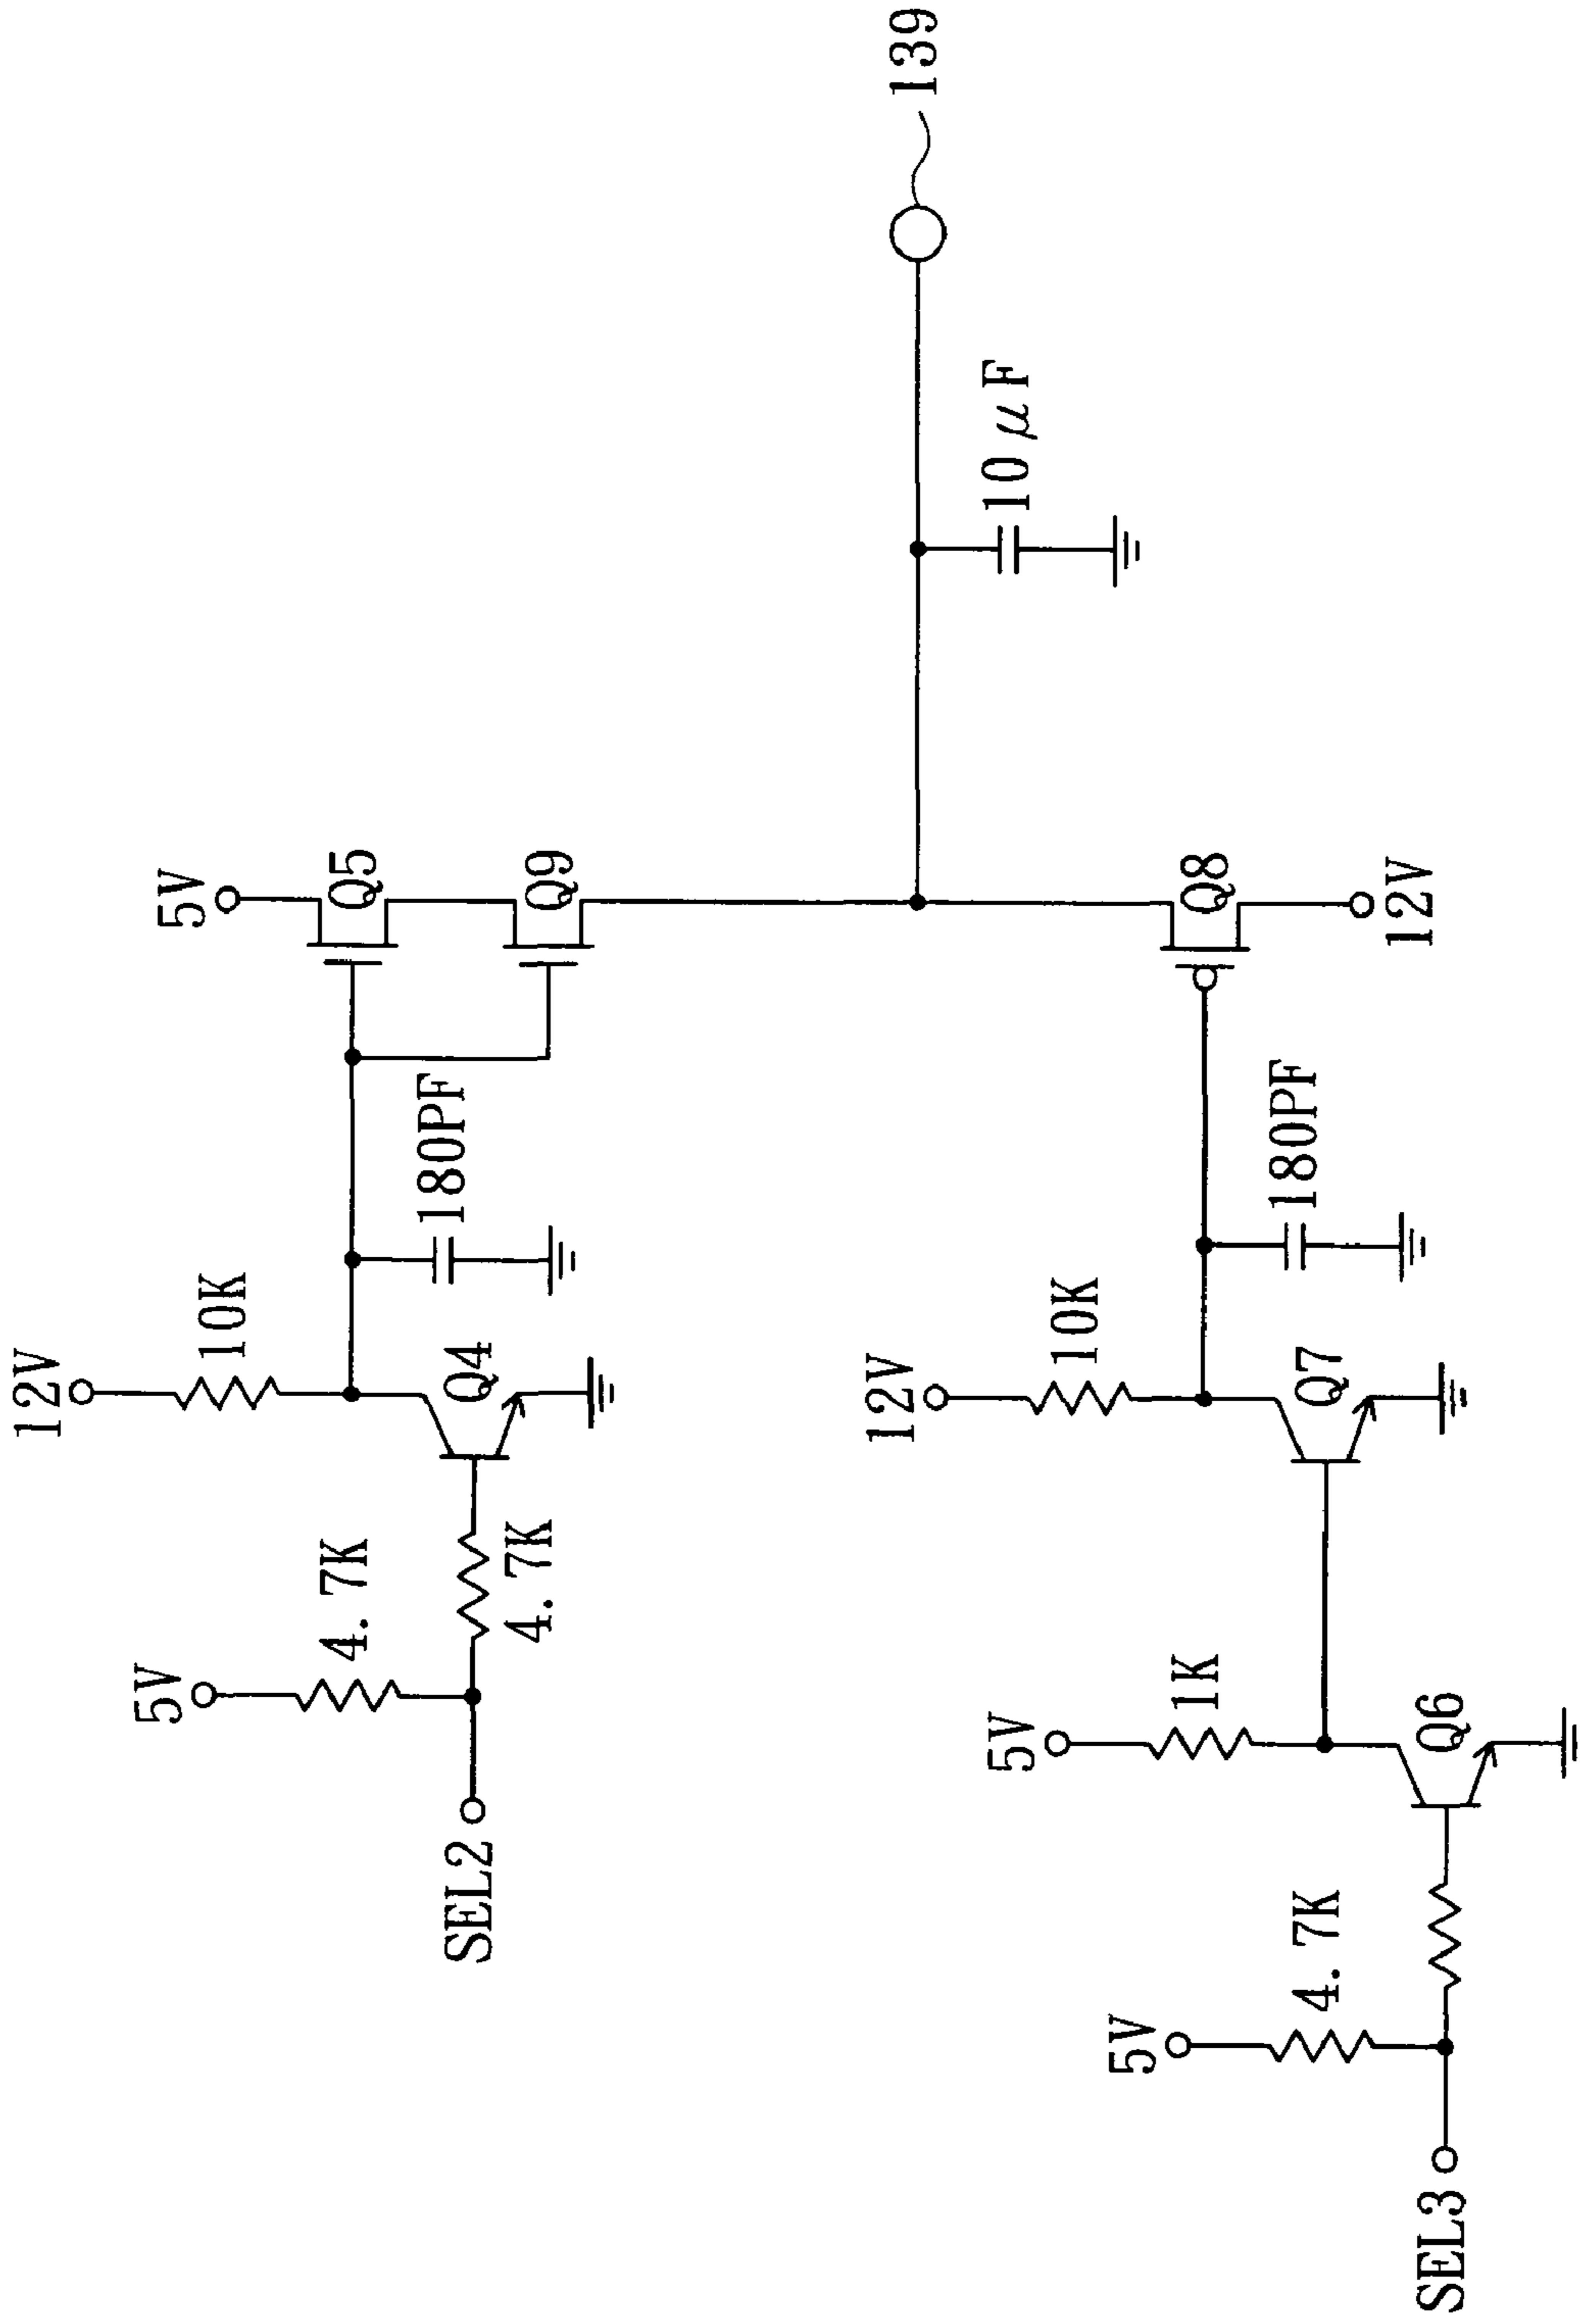 139
10μF
5V
Q5
Q9
Q8
12V
180PF
180PF
12V
10K
Q4
12V
10K
Q7
4.7K
4.7K
5V
SEL2
5V
1K
Q6
4.7K
5V
SEL3